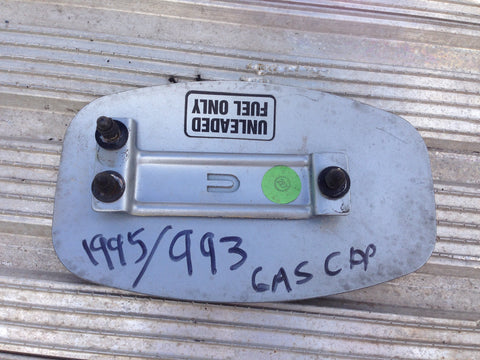 UNLEADED
FUEL ONLY
1995/993 GAS CAP